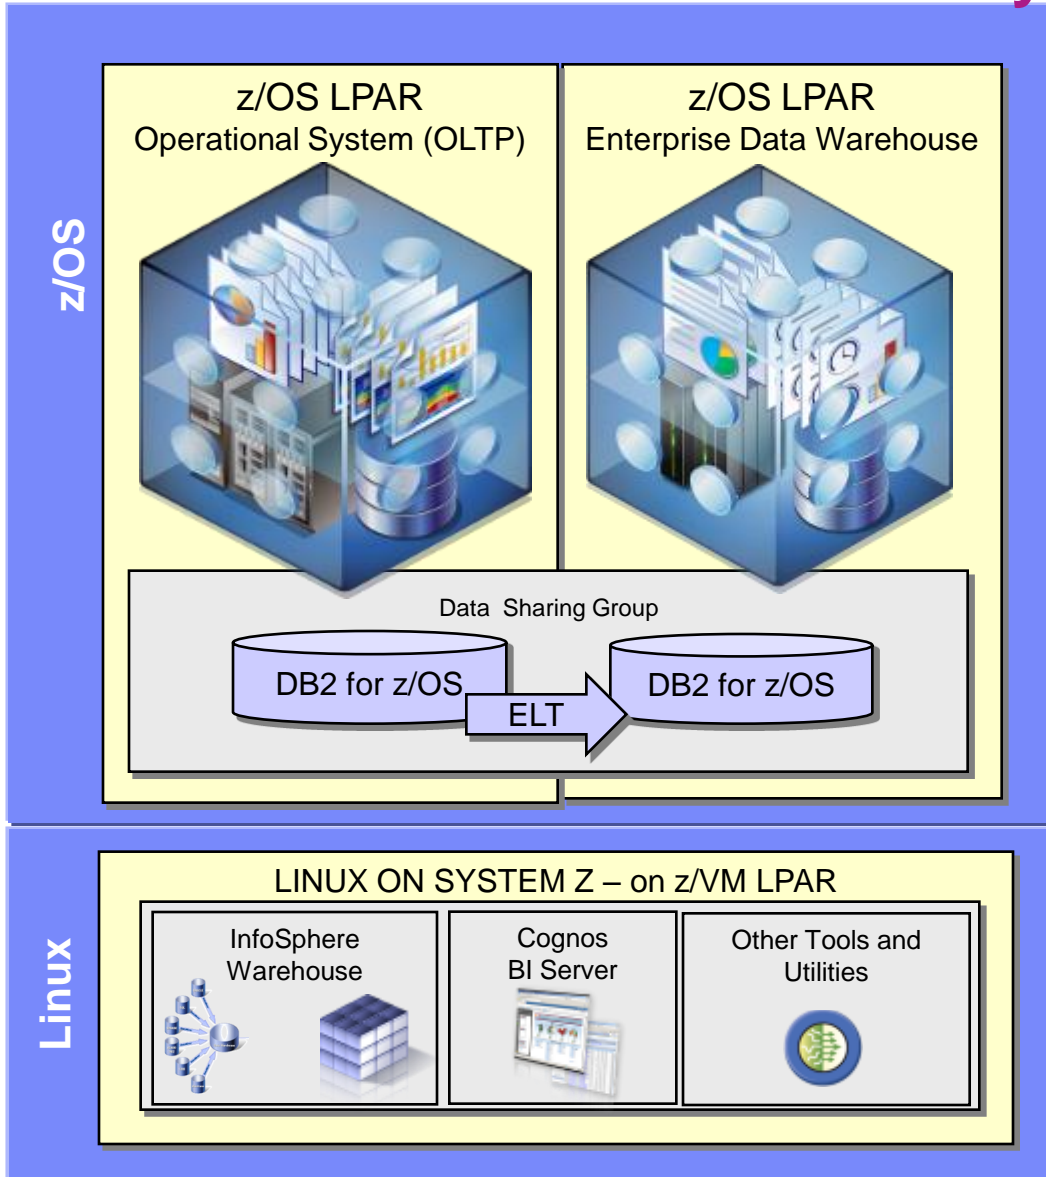 z/OS
z/OS LPAR
Operational System (OLTP)
z/OS LPAR
Enterprise Data Warehouse
Data Sharing Group
DB2 for z/OS
ELT
DB2 for z/OS
Linux
LINUX ON SYSTEM Z – on z/VM LPAR
InfoSphere
Warehouse
Cognos
BI Server
Other Tools and
Utilities